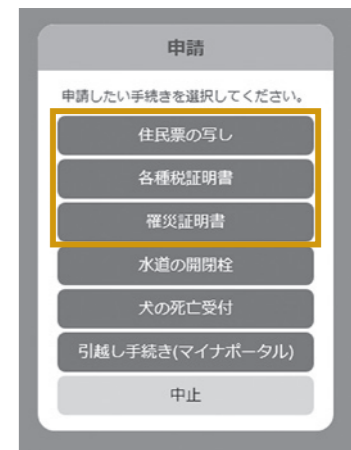 申請
申請したい手続きを選択してください。
住民票の写し
各種税証明書
罹災証明書
水道の開閉栓
犬の死亡受付
引越し手続き(マイナポータル)
中止